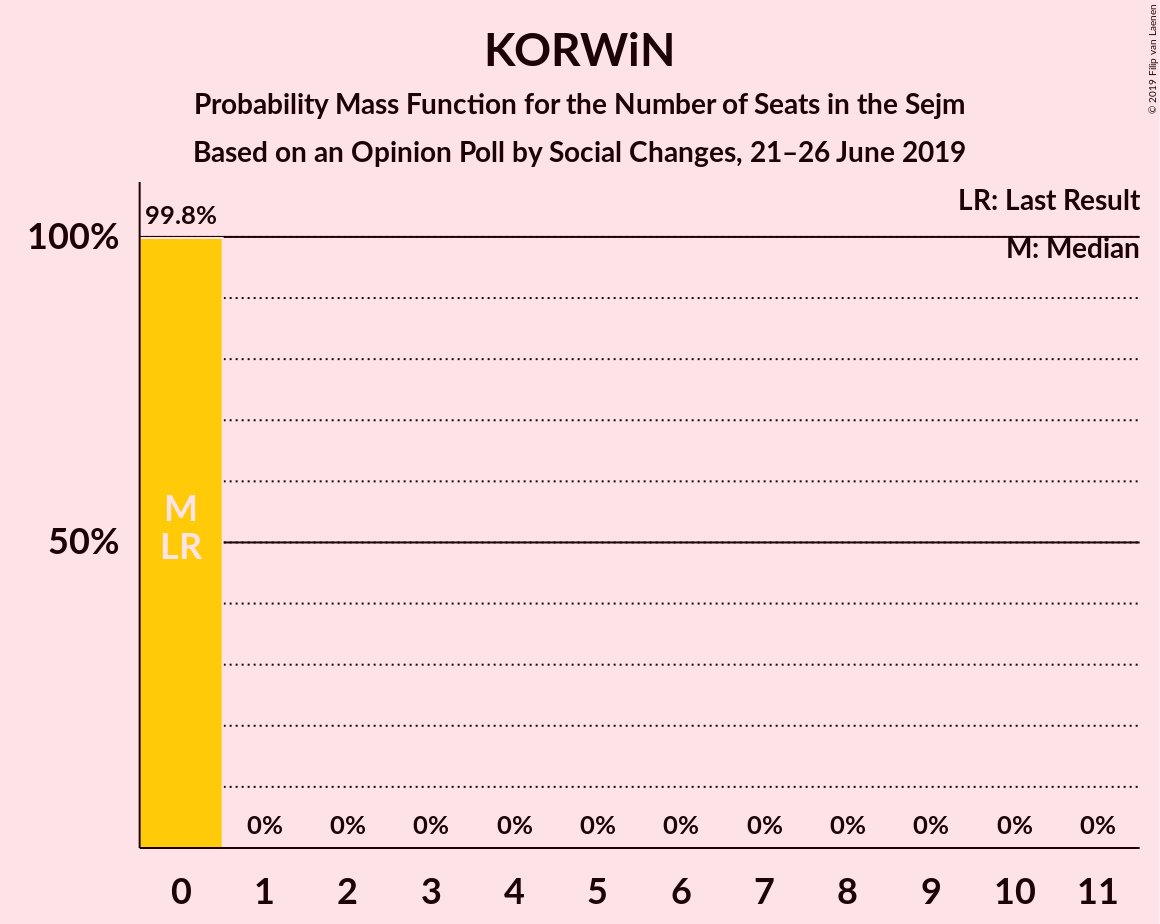 KORWiN
Probability Mass Function for the Number of Seats in the Sejm
Based on an Opinion Poll by Social Changes, 21–26 June 2019
© 2019 Filip van Laenen
LR: Last Result
M: Median
99.8%
100%
M
LR
50%
0% 0% 0% 0% 0% 0% 0% 0% 0% 0% 0%
0 1 2 3 4 5 6 7 8 9 10 11